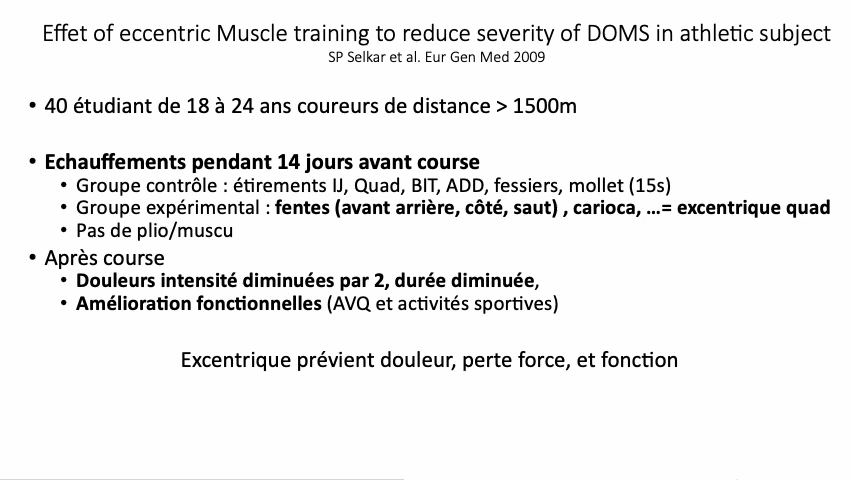 Effet of eccentric Muscle training to reduce severity of DOMS in athletic subject
SP Selkar et al. Eur Gen Med 2009
• 40 étudiant de 18 à 24 ans coureurs de distance > 1500m
• Echauffements pendant 14 jours avant course
• Groupe contrôle : étirements IJ, Quad, BIT, ADD, fessiers, mollet (15s)
• Groupe expérimental : fentes (avant arrière, côté, saut) , carioca, …= excentrique quad
• Pas de plio/muscu
• Après course
• Douleurs intensité diminuées par 2, durée diminuée,
• Amélioration fonctionnelles (AVQ et activités sportives)
Excentrique prévient douleur, perte force, et fonction